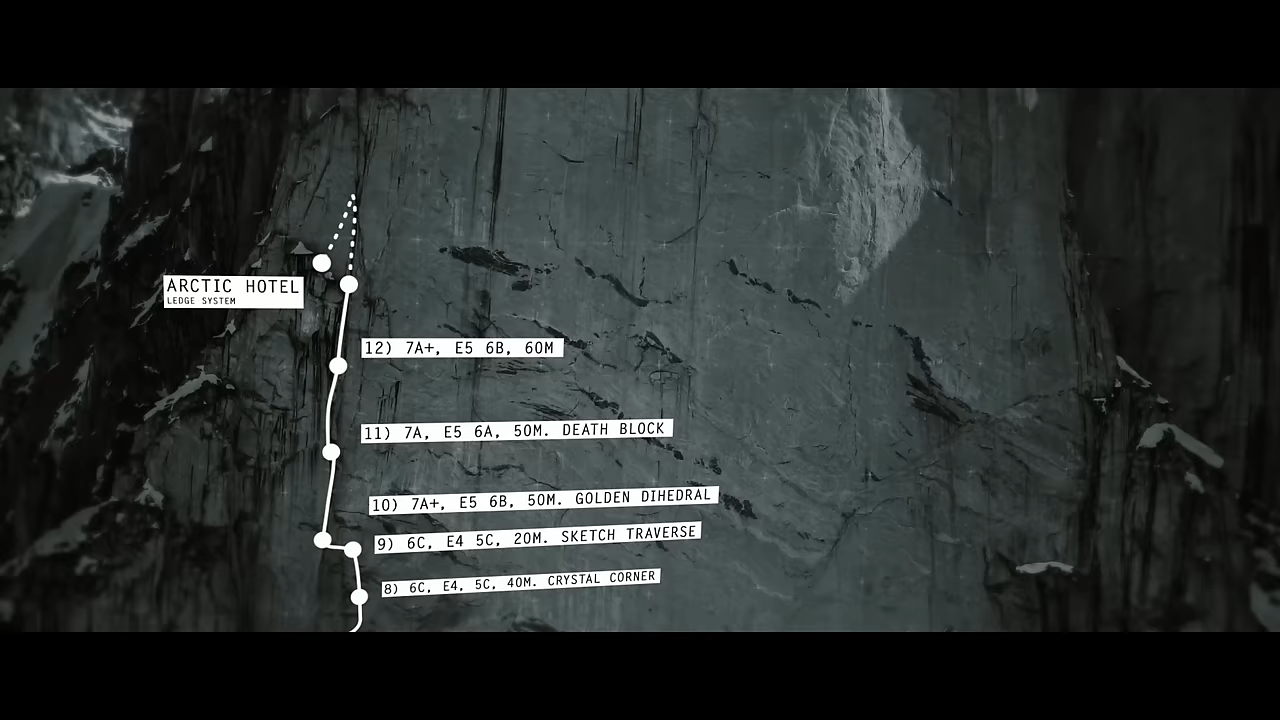 ARCTIC HOTEL
LEDGE SYSTEM
12) 7A+, E5 6B, 60M
11) 7A, E5 6A, 50M. DEATH BLOCK
10) 7A+, E5 6B, 50M. GOLDEN DIHEDRAL
9) 6C, E4 5C, 20M. SKETCH TRAVERSE
8) 6C, E4, 5C, 40M. CRYSTAL CORNER